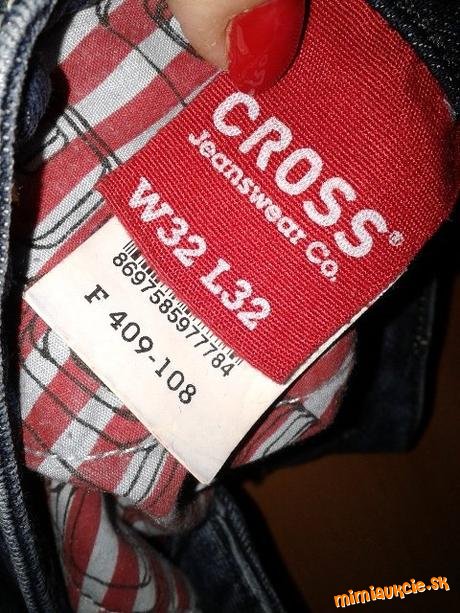 CROSS®
Jeanswear Co.
W32 L32
8697585977784
F 409-108
mimiaukcie.sk